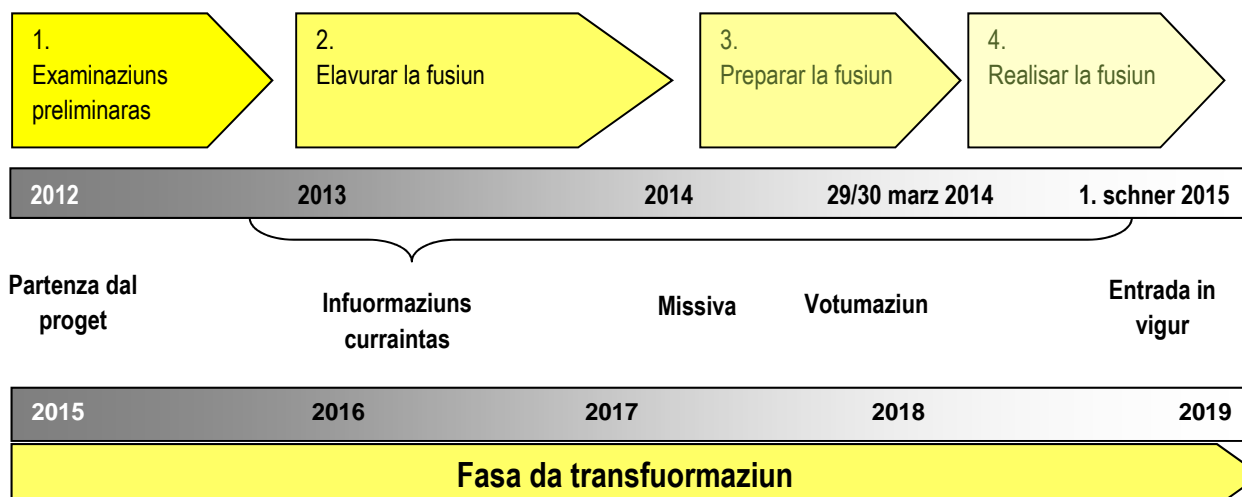 1.
Examinaziuns
preliminaras
2.
Elavurar la fusiun
3.
Preparar la fusiun
4.
Realisar la fusiun
2012 2013 2014 29/30 marz 2014 1. schner 2015
Partenza dal
proget
Infuormaziuns
curraintas
Missiva
Votumaziun
Entrada in
vigur
2015 2016 2017 2018 2019
Fasa da transfuormaziun